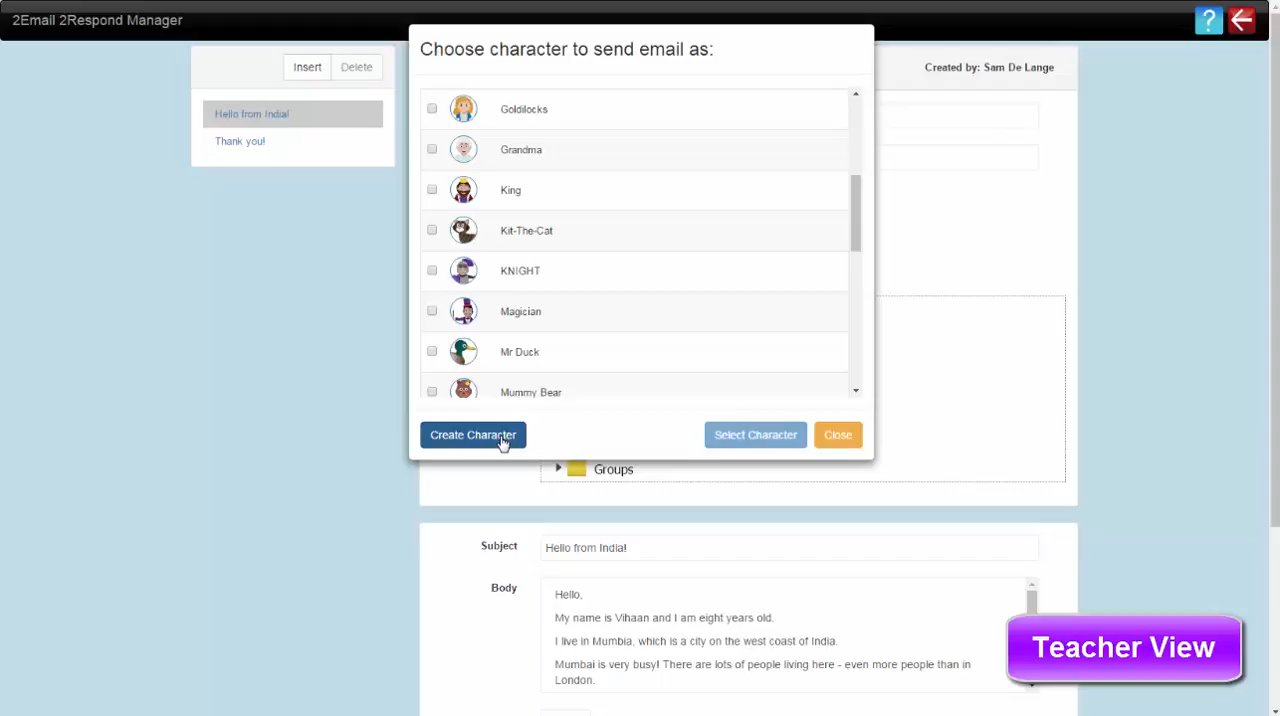 2Email 2Respond Manager
Choose character to send email as:
Insert
Delete
Created by: Sam De Lange
Hello from India!
Thank you!
Goldilocks
Grandma
King
Kit-The-Cat
KNIGHT
Magician
Mr Duck
Mummy Bear
Create Character
Select Character
Close
Groups
Subject
Hello from India!
Body
Hello,
My name is Vihaan and I am eight years old.
I live in Mumbia, which is a city on the west coast of India.
Mumbai is very busy! There are lots of people living here - even more people than in
London.
Teacher View